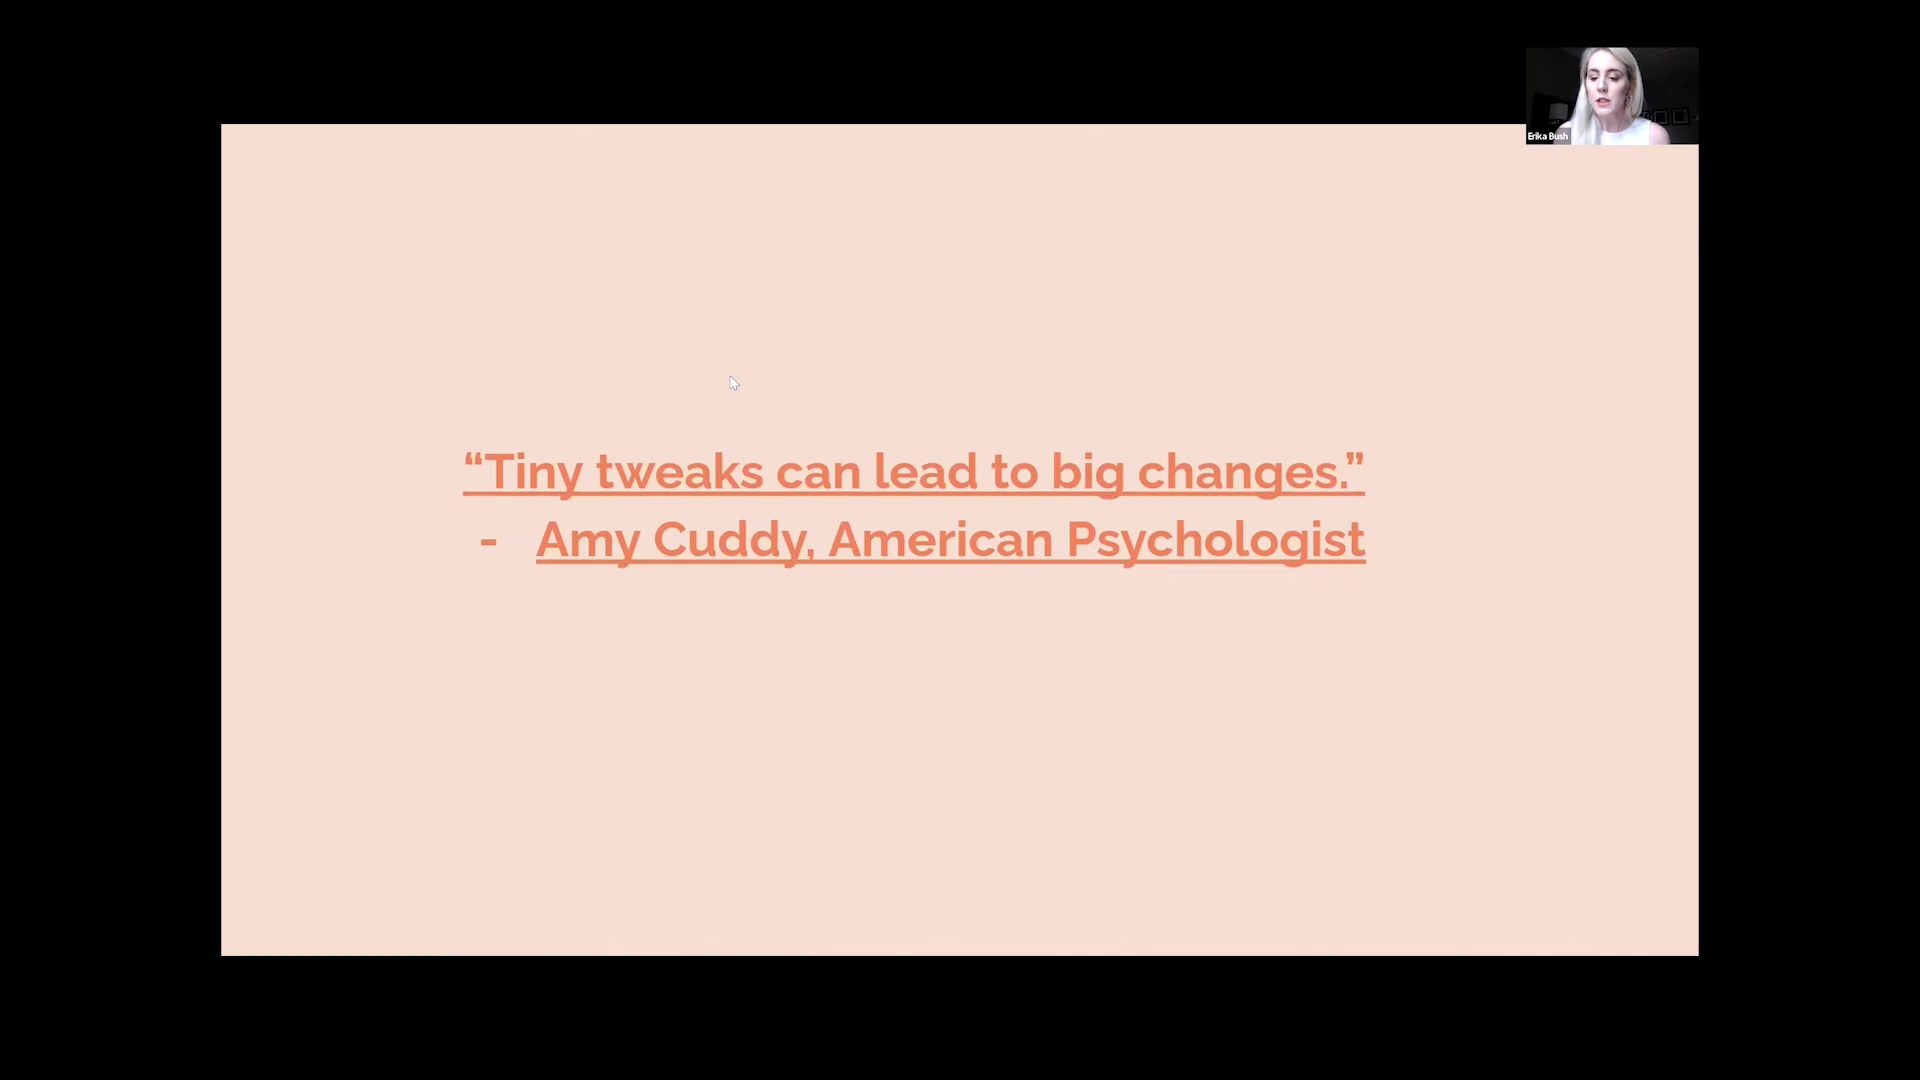 Erika Bush
“Tiny tweaks can lead to big changes.”
- Amy Cuddy, American Psychologist